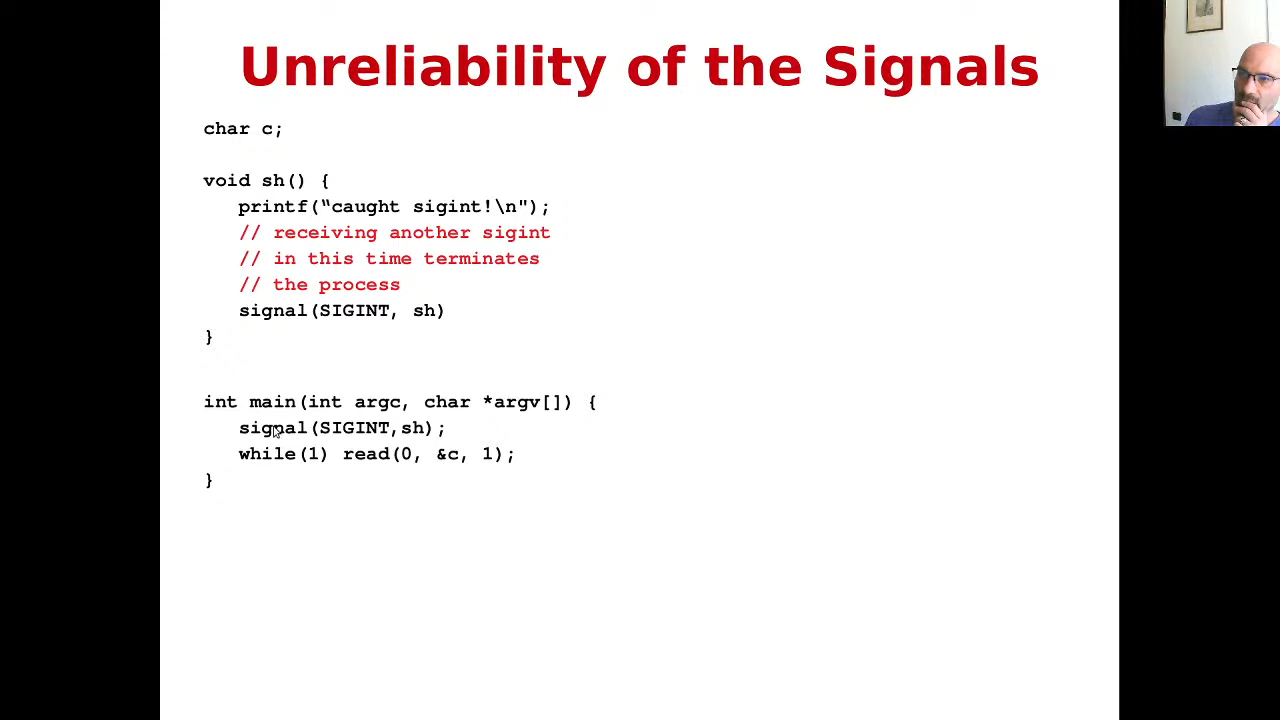 Unreliability of the Signals
char c;
void sh() {
printf(“caught sigint!\n");
// receiving another sigint
// in this time terminates
// the process
signal(SIGINT, sh)
}
int main(int argc, char *argv[]) {
signal(SIGINT,sh);
while(1) read(0, &c, 1);
}